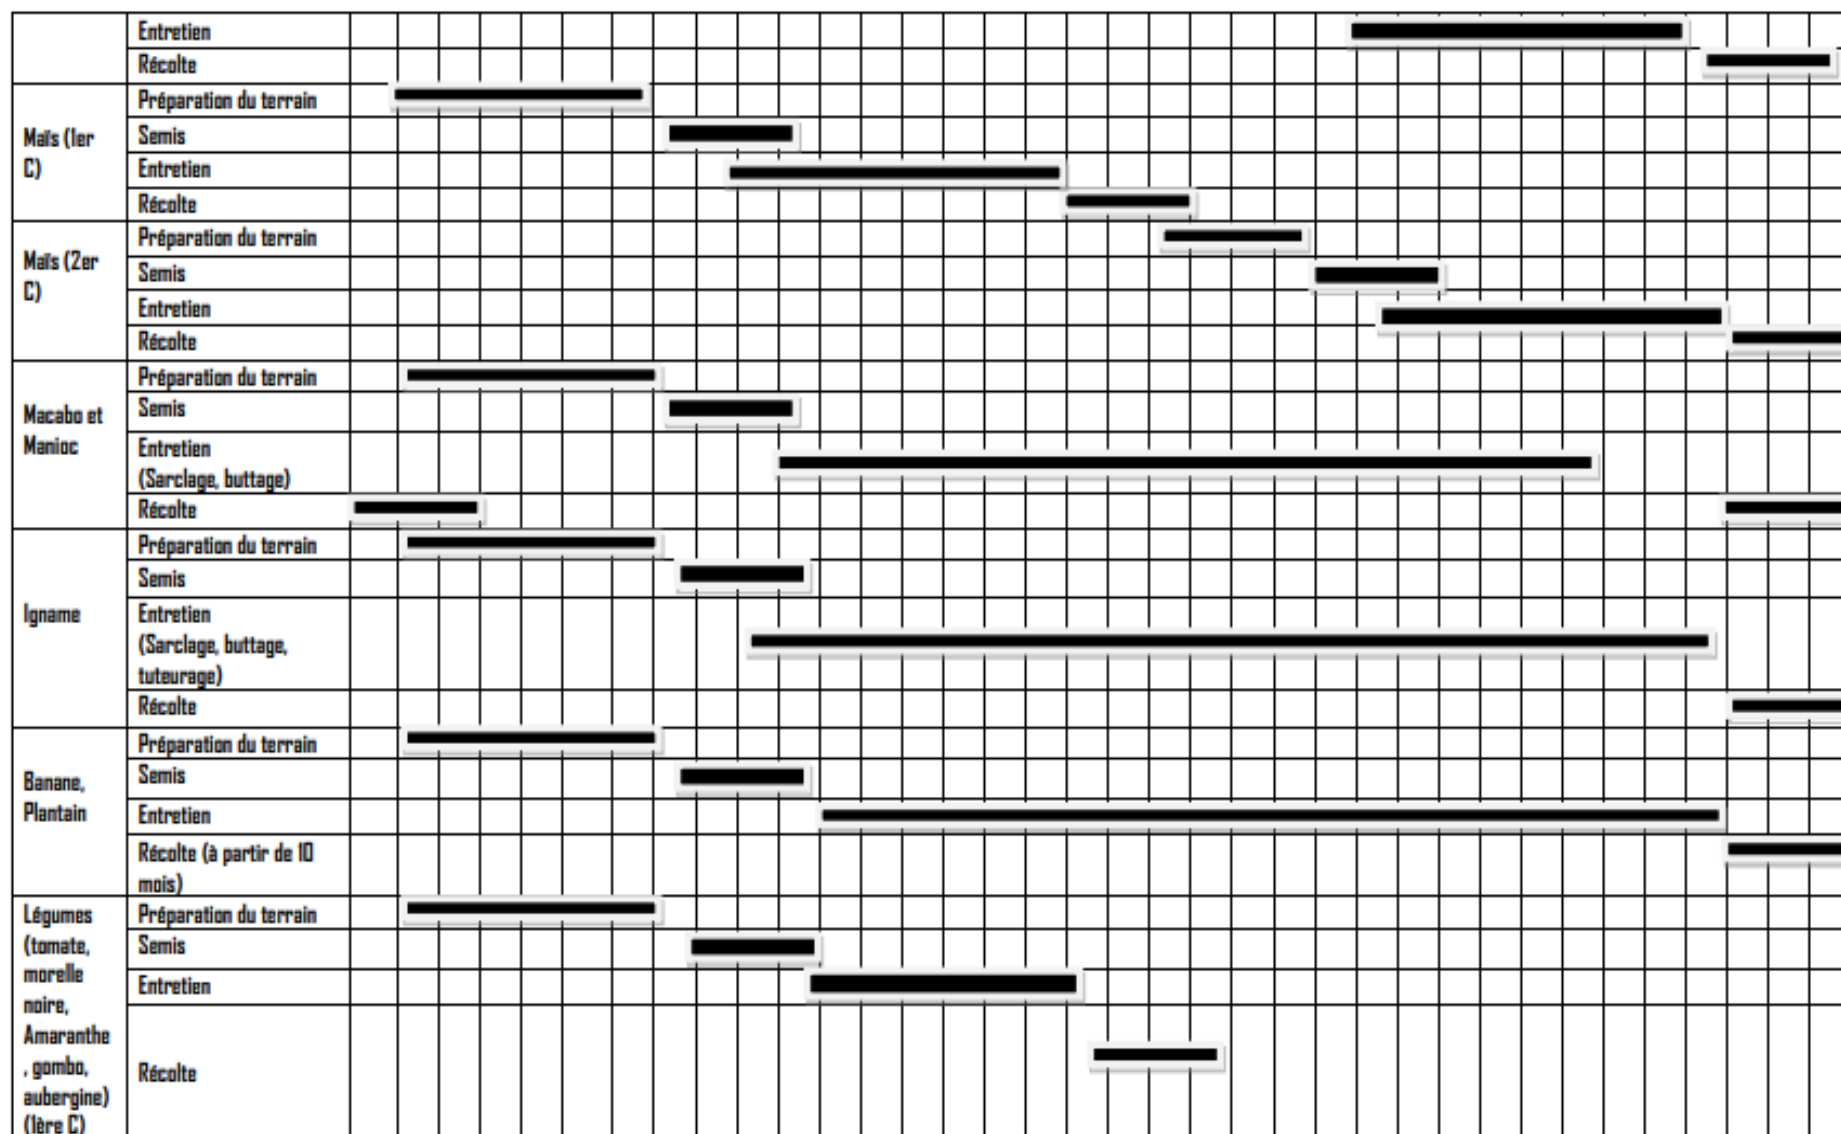 Entretien
Récolte
Maïs (1er
C)
Préparation du terrain
Semis
Entretien
Récolte
Maïs (2er
C)
Préparation du terrain
Semis
Entretien
Récolte
Macabo et
Manioc
Préparation du terrain
Semis
Entretien
(Sarclage, buttage)
Récolte
Igname
Préparation du terrain
Semis
Entretien
(Sarclage, buttage,
tuteurage)
Récolte
Banane,
Plantain
Préparation du terrain
Semis
Entretien
Récolte (à partir de 10
mois)
Légumes
(tomate,
morelle
noire,
Amaranthe
, gombo,
aubergine)
(1ère C)
Préparation du terrain
Semis
Entretien
Récolte